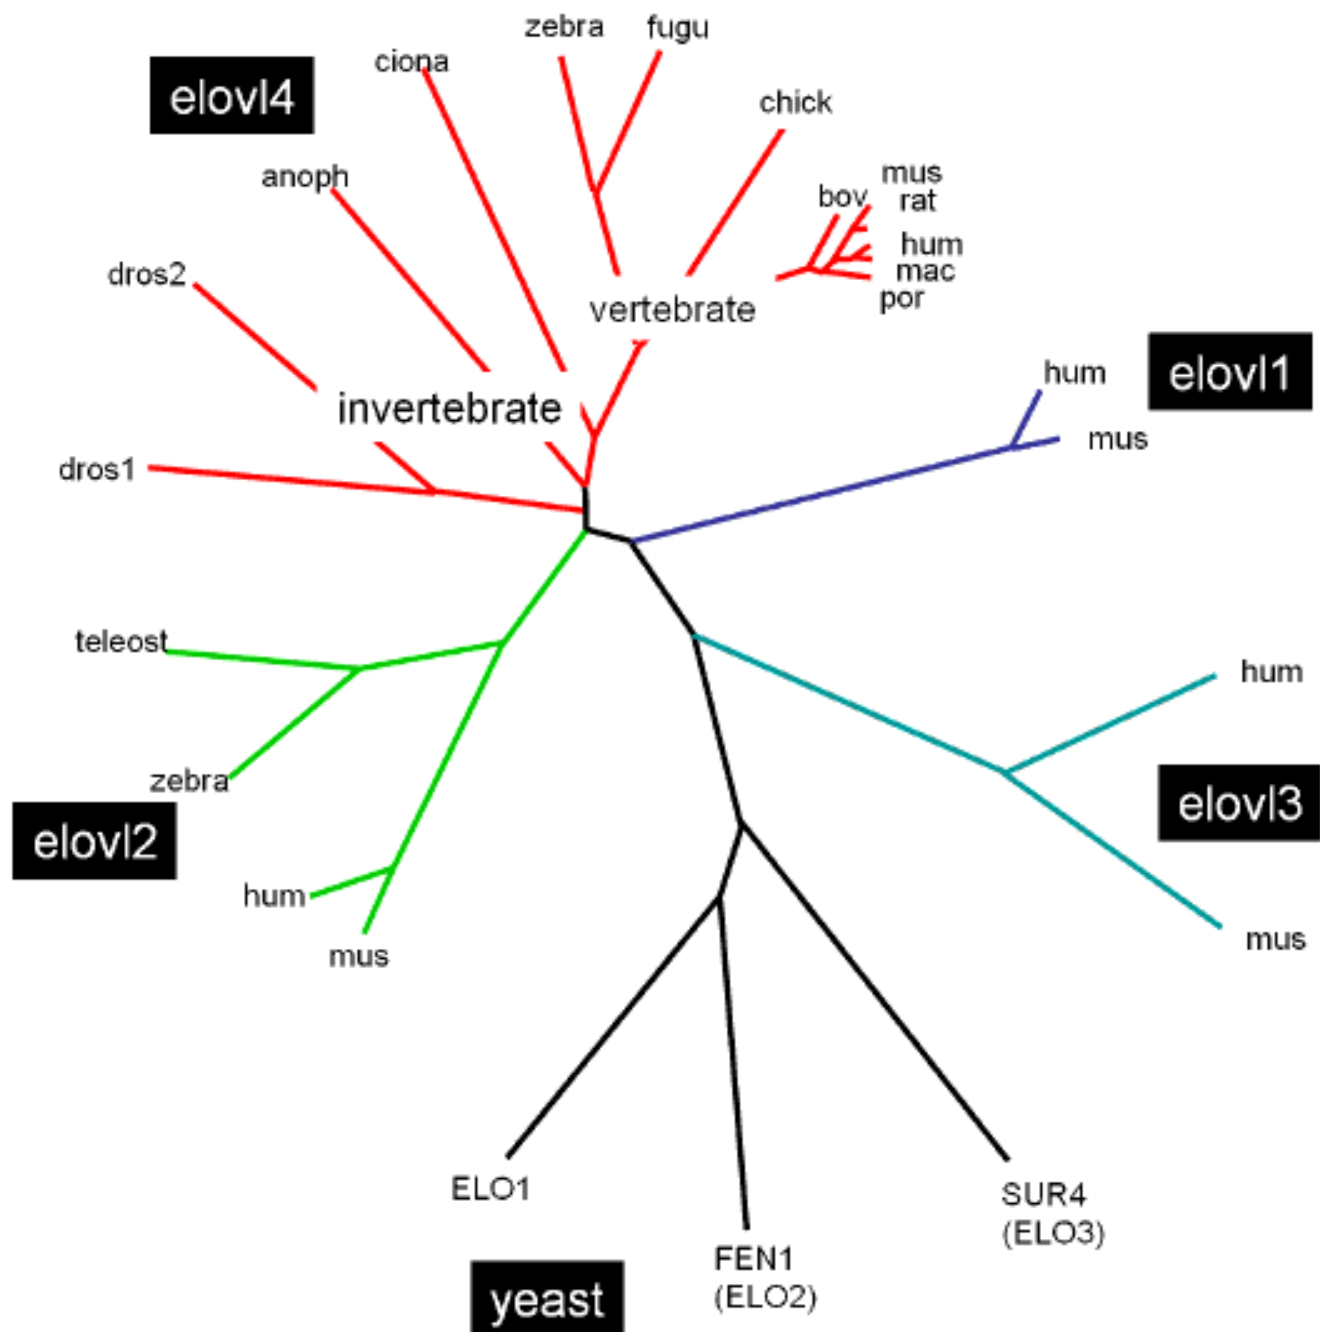 zebra
fugu
ciona
elovl4
chick
anoph
mus
bov
rat
hum
mac
por
dros2
vertebrate
hum
elovl1
invertebrate
mus
dros1
teleost
hum
zebra
elovl3
elovl2
hum
mus
mus
ELO1
SUR4
(ELO3)
FEN1
(ELO2)
yeast